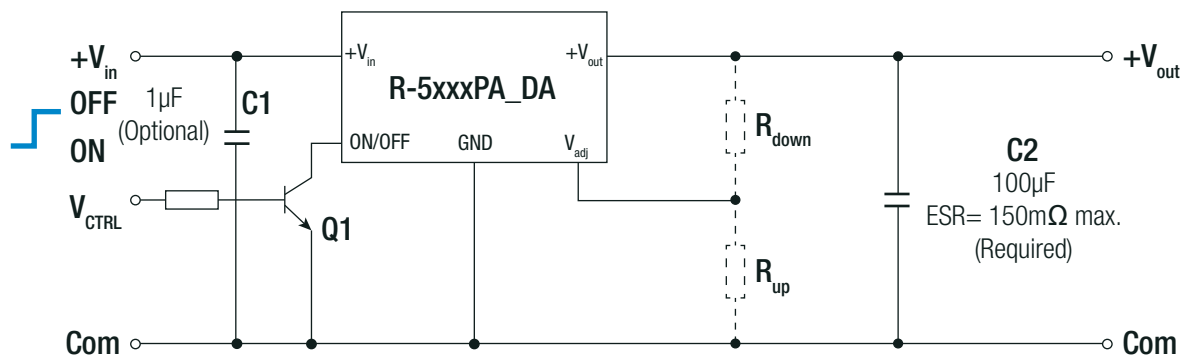 +Vin
OFF
ON
1µF
(Optional)
C1
VCTRL
Q1
+Vin
+Vout
R-5xxxPA_DA
ON/OFF
GND
Vadj
Rdown
Rup
+Vout
C2
100µF
ESR= 150mΩ max.
(Required)
Com
Com